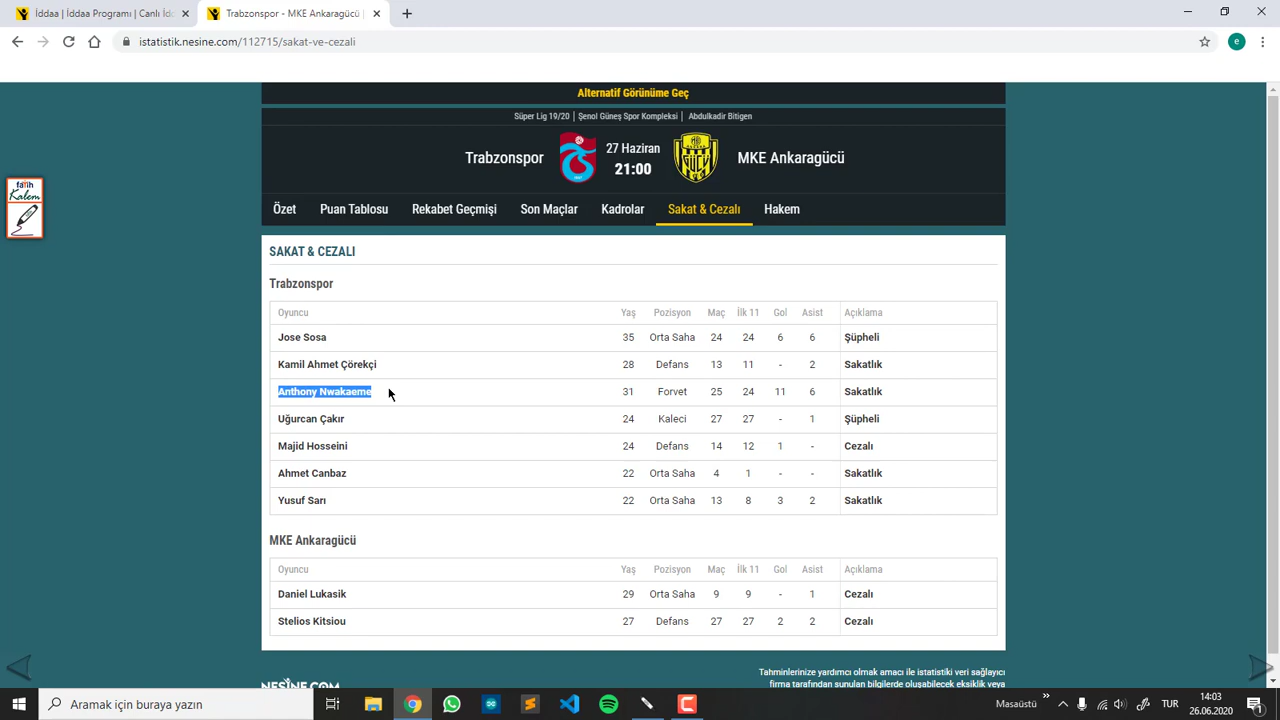 İddaa | İddaa Programı | Canlı İdd
Trabzonspor - MKE Ankaragücü |
istatistik.nesine.com/112715/sakat-ve-cezali
e
Alternatif Görünüme Geç
Süper Lig 19/20 | Şenol Güneş Spor Kompleksi | Abdulkadir Bitigen
Trabzonspor
27 Haziran
21:00
MKE Ankaragücü
Özet Puan Tablosu Rekabet Geçmişi Son Maçlar Kadrolar Sakat & Cezalı Hakem
fatih
Kalem
SAKAT & CEZALI
Trabzonspor
Oyuncu Yaş Pozisyon Maç İlk 11 Gol Asist Açıklama
Jose Sosa 35 Orta Saha 24 24 6 6 Şüpheli
Kamil Ahmet Çörekçi 28 Defans 13 11 - 2 Sakatlık
Anthony Nwakaeme 31 Forvet 25 24 11 6 Sakatlık
Uğurcan Çakır 24 Kaleci 27 27 - 1 Şüpheli
Majid Hosseini 24 Defans 14 12 1 - Cezalı
Ahmet Canbaz 22 Orta Saha 4 1 - - Sakatlık
Yusuf Sarı 22 Orta Saha 13 8 3 2 Sakatlık
MKE Ankaragücü
Oyuncu Yaş Pozisyon Maç İlk 11 Gol Asist Açıklama
Daniel Lukasik 29 Orta Saha 9 9 - 1 Cezalı
Stelios Kitsiou 27 Defans 27 27 2 2 Cezalı
NESINE.COM
Tahminlerinize yardımcı olmak amacı ile istatistiki veri sağlayıcı
firma tarafından sunulan bilgilerde oluşabilecek eksiklik veya
Aramak için buraya yazın
Masaüstü
TUR
14:03
26.06.2020
1